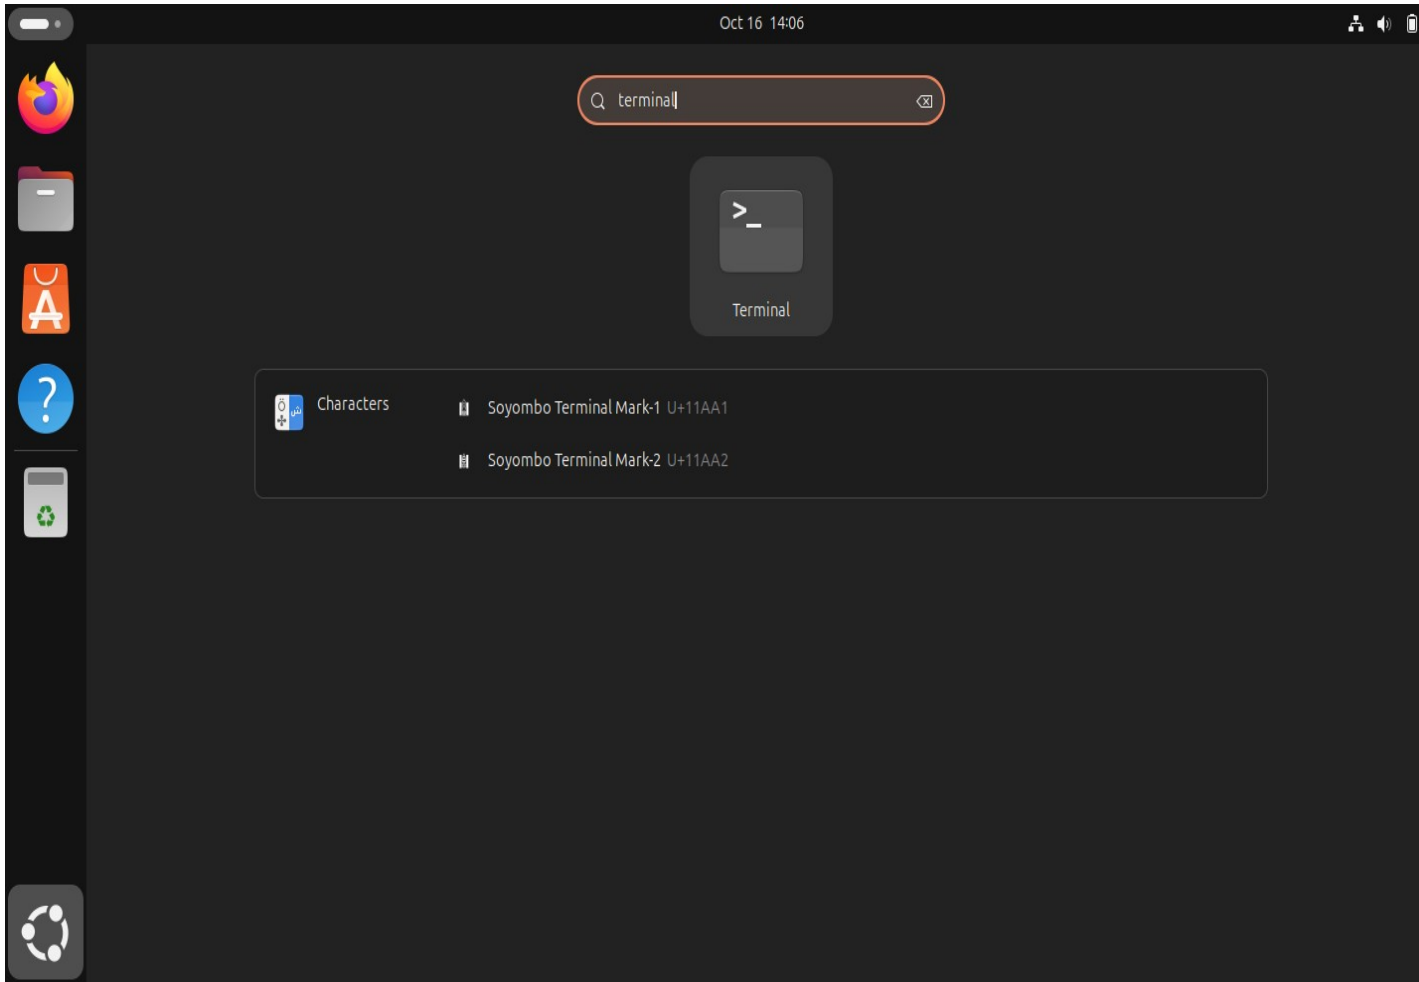 Oct 16 14:06
terminal
>_
Terminal
Characters
Soyombo Terminal Mark-1 U+11AA1
Soyombo Terminal Mark-2 U+11AA2